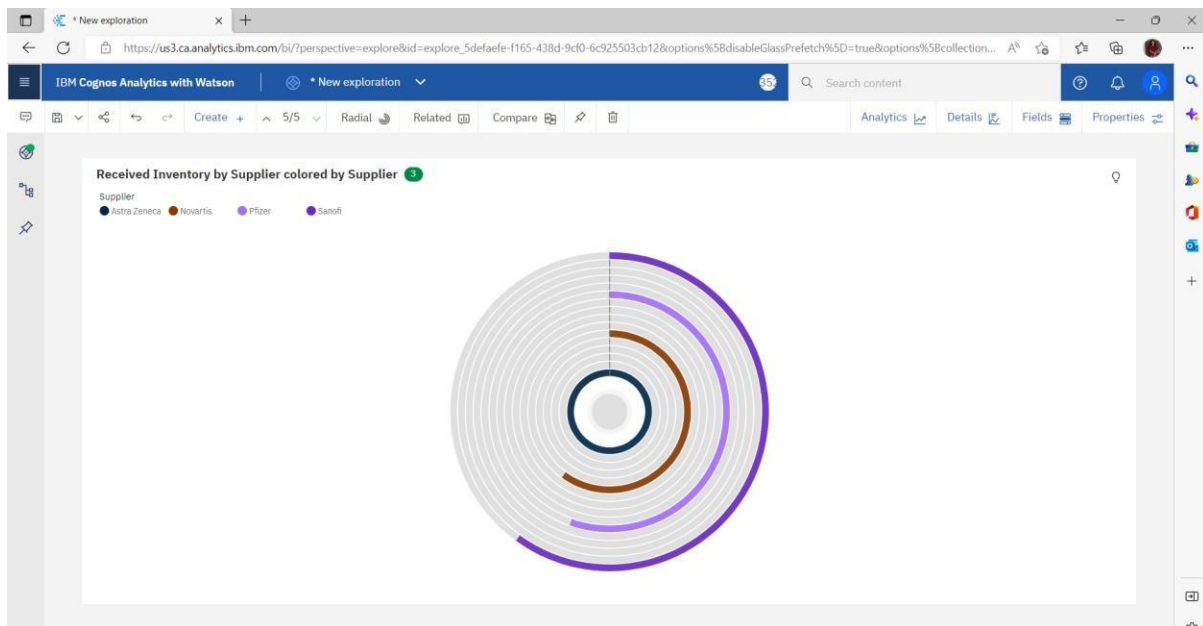 * New exploration
https://us3.ca.analytics.ibm.com/bi/?perspective=explore&id=explore_5defaefe-f165-438d-9cf0-6c925503cb12&options%5BdisableGlassPrefetch%5D=true&options%5Bcollection...
IBM Cognos Analytics with Watson * New exploration Search content
Create + 5/5 Radial Related Compare Analytics Details Fields Properties
Received Inventory by Supplier colored by Supplier 3
Supplier
Astra Zeneca Novartis Pfizer Sanofi